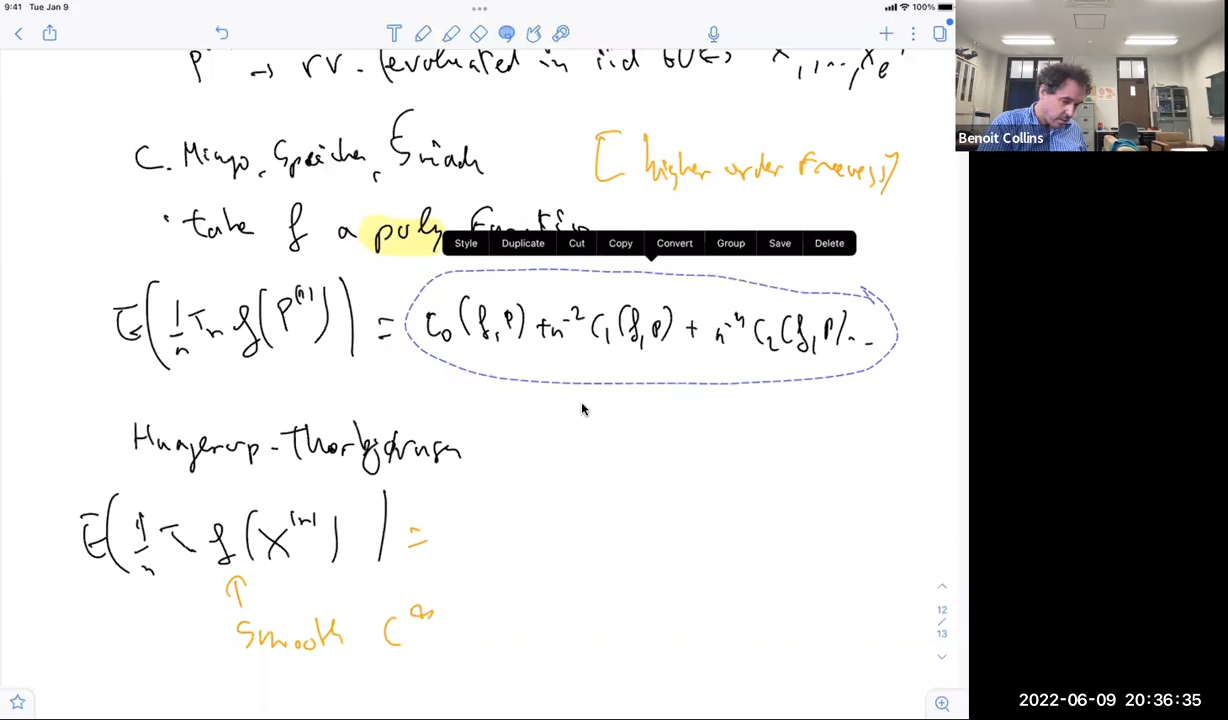 9:41 Tue Jan 9
100%
P → r.v. (evaluated in iid GUEs X₁,...,Xₑ
C. Mingo, Speicher, Śniady [higher order freeness]
take f a poly function
Style Duplicate Cut Copy Convert Group Save Delete
E(1/n Tr f(P⁽ⁿ⁾)) = C₀(f,P) + n⁻² C₁(f,P) + n⁻⁴ C₂(f,P)...
Haagerup-Thorbjørnsen
E(1/n Tr f(X⁽ⁿ⁾)) =
↑
smooth C^∞
12
/
13
Benoit Collins
2022-06-09 20:36:35